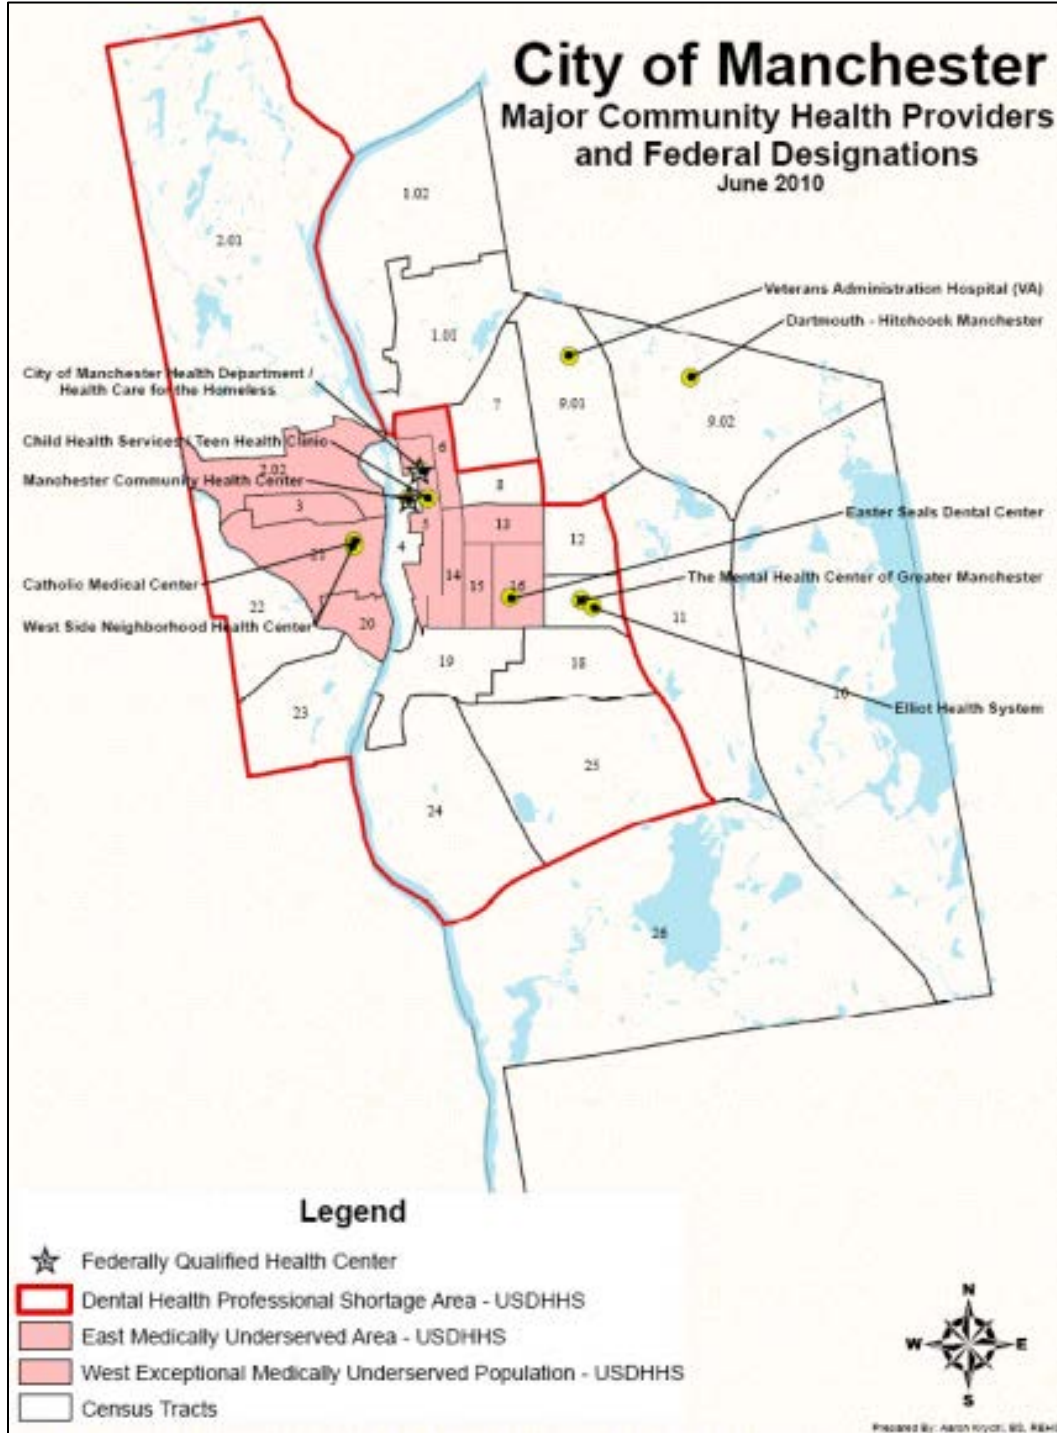 City of Manchester
Major Community Health Providers
and Federal Designations
June 2010
1.02
2.01
Veterans Administration Hospital (VA)
Dartmouth - Hitchcock Manchester
1.01
City of Manchester Health Department /
Health Care for the Homeless
7
9.01
9.02
Child Health Services / Teen Health Clinic
6
2.02
Manchester Community Health Center
8
3
5
13
Easter Seals Dental Center
4
12
21
Catholic Medical Center
14
15
16
The Mental Health Center of Greater Manchester
22
11
West Side Neighborhood Health Center
20
19
18
10
Elliot Health System
23
25
24
26
Legend
Federally Qualified Health Center
Dental Health Professional Shortage Area - USDHHS
East Medically Underserved Area - USDHHS
West Exceptional Medically Underserved Population - USDHHS
Census Tracts
N
W
E
S
Prepared By: Aaron Krycki, BS, REHS